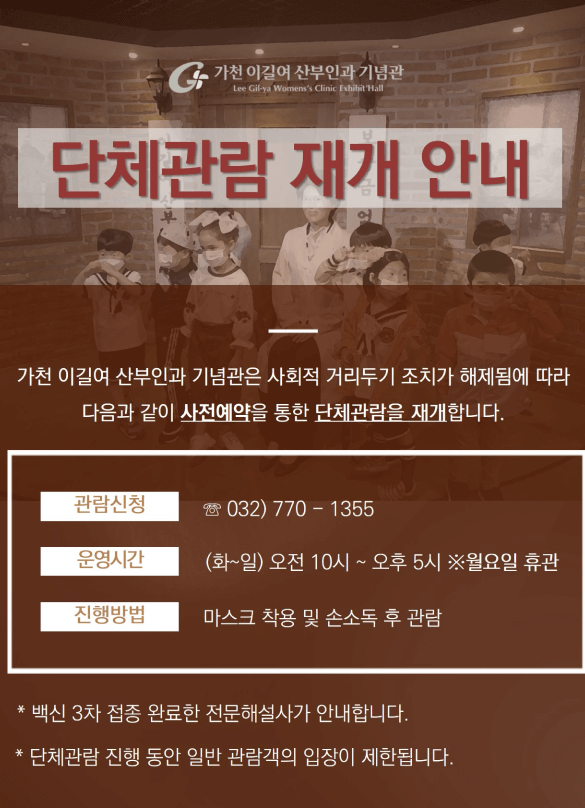 가천 이길여 산부인과 기념관
Lee Gil-ya Womens's Clinic Exhibit Hall
단체관람 재개 안내
가천 이길여 산부인과 기념관은 사회적 거리두기 조치가 해제됨에 따라
다음과 같이 사전예약을 통한 단체관람을 재개합니다.
관람신청 ☏ 032) 770 - 1355
운영시간 (화~일) 오전 10시 ~ 오후 5시 ※월요일 휴관
진행방법 마스크 착용 및 손소독 후 관람
* 백신 3차 접종 완료한 전문해설사가 안내합니다.
* 단체관람 진행 동안 일반 관람객의 입장이 제한됩니다.